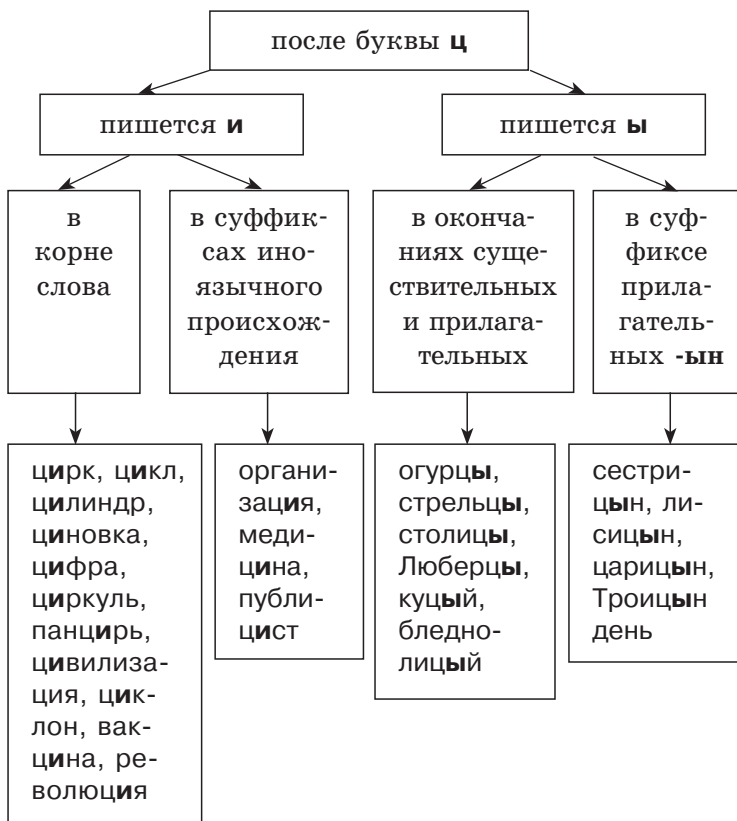 после буквы ц
пишется и
пишется ы
в
корне
слова
в суффик-
сах ино-
язычного
происхож-
дения
в оконча-
ниях суще-
ствительных
и прилага-
тельных
в суф-
фиксе
прила-
гатель-
ных -ын
цирк, цикл,
цилиндр,
циновка,
цифра,
циркуль,
панцирь,
цивилиза-
ция, цик-
лон, вак-
цина, ре-
волюция
органи-
зация,
меди-
цина,
публи-
цист
огурцы,
стрельцы,
столицы,
Люберцы,
куцый,
бледно-
лицый
сестри-
цын, ли-
сицын,
царицын,
Троицын
день